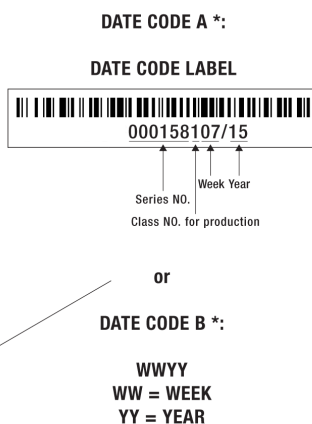 DATE CODE A *:
DATE CODE LABEL
000158107/15
Week Year
Series NO.
Class NO. for production
or
DATE CODE B *:
WWYY
WW = WEEK
YY = YEAR